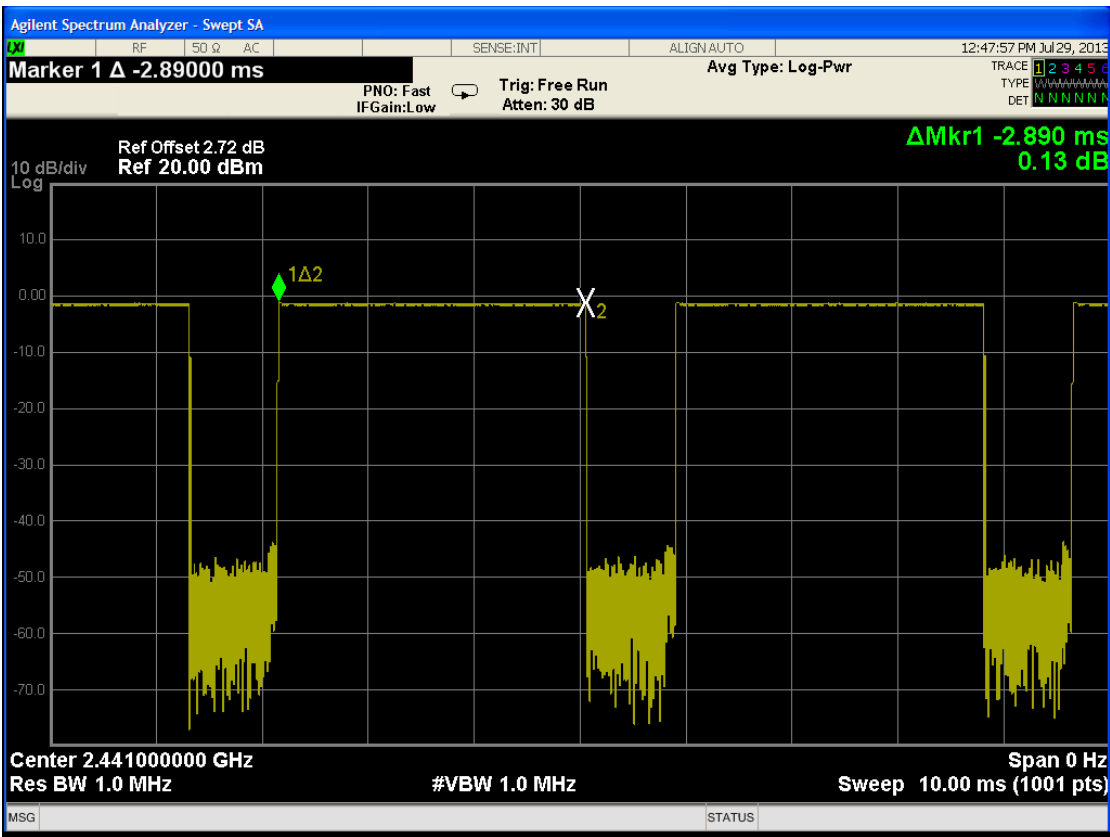 Agilent Spectrum Analyzer - Swept SA
LXI RF 50 Ω AC SENSE:INT ALIGNAUTO 12:47:57 PM Jul 29, 2013
Marker 1 Δ -2.89000 ms
PNO: Fast
IFGain:Low
Trig: Free Run
Atten: 30 dB
Avg Type: Log-Pwr
TRACE 1 2 3 4 5 6
TYPE WWWWWWW
DET N N N N N N
ΔMkr1 -2.890 ms
0.13 dB
Ref Offset 2.72 dB
10 dB/div Ref 20.00 dBm
Log
10.0
1Δ2
0.00
2
-10.0
-20.0
-30.0
-40.0
-50.0
-60.0
-70.0
Center 2.441000000 GHz Span 0 Hz
Res BW 1.0 MHz #VBW 1.0 MHz Sweep 10.00 ms (1001 pts)
MSG STATUS